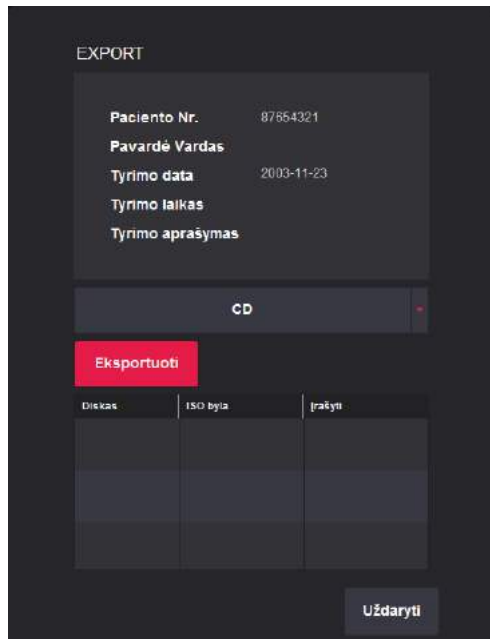 EXPORT
Paciento Nr. 87654321
Pavardė Vardas
Tyrimo data 2003-11-23
Tyrimo laikas
Tyrimo aprašymas
CD
Eksportuoti
Diskas ISO byla Įrašyti
Uždaryti